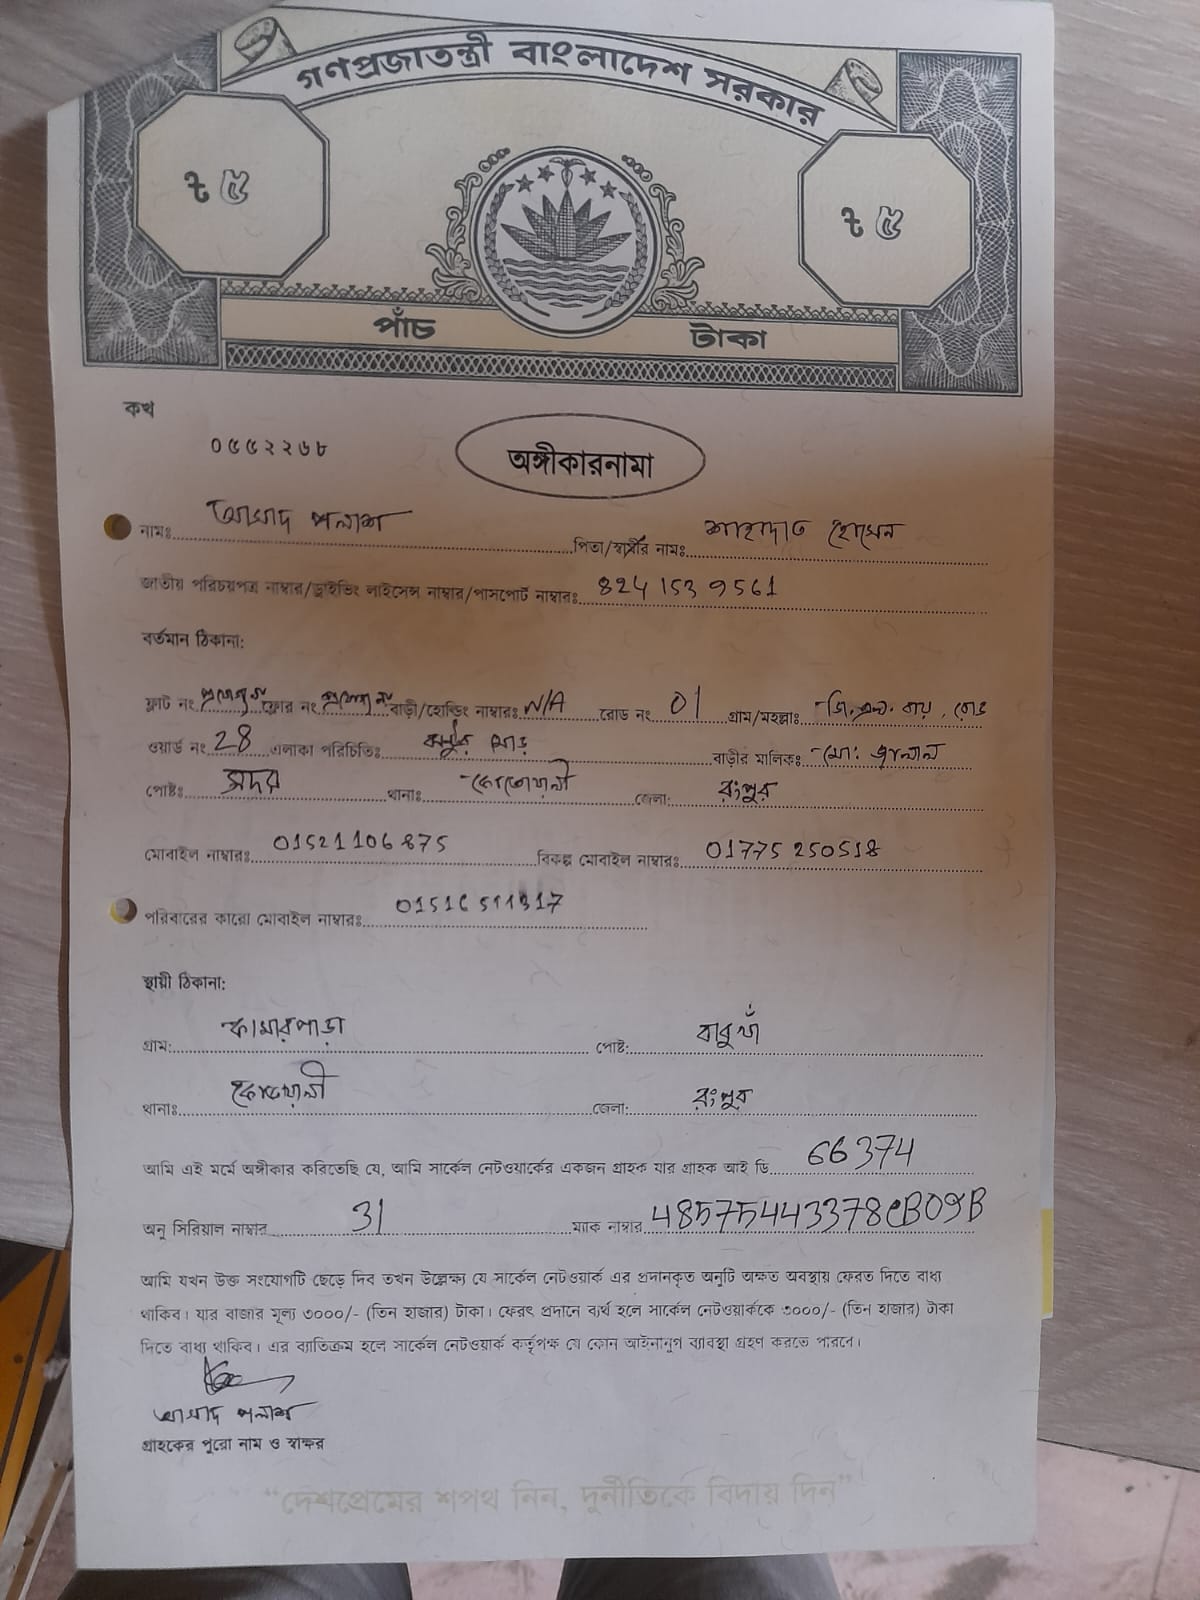 গণপ্রজাতন্ত্রী বাংলাদেশ সরকার
৳ ৫ ৳ ৫
পাঁচ টাকা
কখ
০৫৫২২৬৮
অঙ্গীকারনামা
নামঃ আসাদ পলাশ পিতা/স্বামীর নামঃ শাহাদাত হোসেন
জাতীয় পরিচয়পত্র নাম্বার/ড্রাইভিং লাইসেন্স নাম্বার/পাসপোর্ট নাম্বারঃ 824 153 9561
বর্তমান ঠিকানা:
ফ্লাট নং ফ্লোর নং বাড়ী/হোল্ডিং নাম্বারঃ N/A রোড নং 01 গ্রাম/মহল্লাঃ জি. এল. রায়. রোড
ওয়ার্ড নং 28 এলাকা পরিচিতিঃ মোড় বাড়ীর মালিকঃ মো: জালাল
পোষ্টঃ সদর থানাঃ কোতোয়ালী জেলা: রংপুর
মোবাইল নাম্বারঃ 01521106875 বিকল্প মোবাইল নাম্বারঃ 01775 250518
পরিবারের কারো মোবাইল নাম্বারঃ
স্থায়ী ঠিকানা:
গ্রাম: কামারপাড়া পোষ্ট: বাবুখাঁ
থানাঃ কোতয়ালী জেলা: রংপুর
আমি এই মর্মে অঙ্গীকার করিতেছি যে, আমি সার্কেল নেটওয়ার্কের একজন গ্রাহক যার গ্রাহক আই ডি 66374
অনু সিরিয়াল নাম্বার 31 ম্যাক নাম্বার
আমি যখন উক্ত সংযোগটি ছেড়ে দিব তখন উল্লেক্ষ্য যে সার্কেল নেটওয়ার্ক এর প্রদানকৃত অনুটি অক্ষত অবস্থায় ফেরত দিতে বাধ্য
থাকিব। যার বাজার মূল্য ৩০০০/- (তিন হাজার) টাকা। ফেরৎ প্রদানে ব্যর্থ হলে সার্কেল নেটওয়ার্ককে ৩০০০/- (তিন হাজার) টাকা
দিতে বাধ্য থাকিব। এর ব্যতিক্রম হলে সার্কেল নেটওয়ার্ক কর্তৃপক্ষ যে কোন আইনানুগ ব্যাবস্থা গ্রহণ করতে পারবে।
আসাদ পলাশ
গ্রাহকের পুরো নাম ও স্বাক্ষর
"দেশপ্রেমের শপথ নিন, দুর্নীতিকে বিদায় দিন"